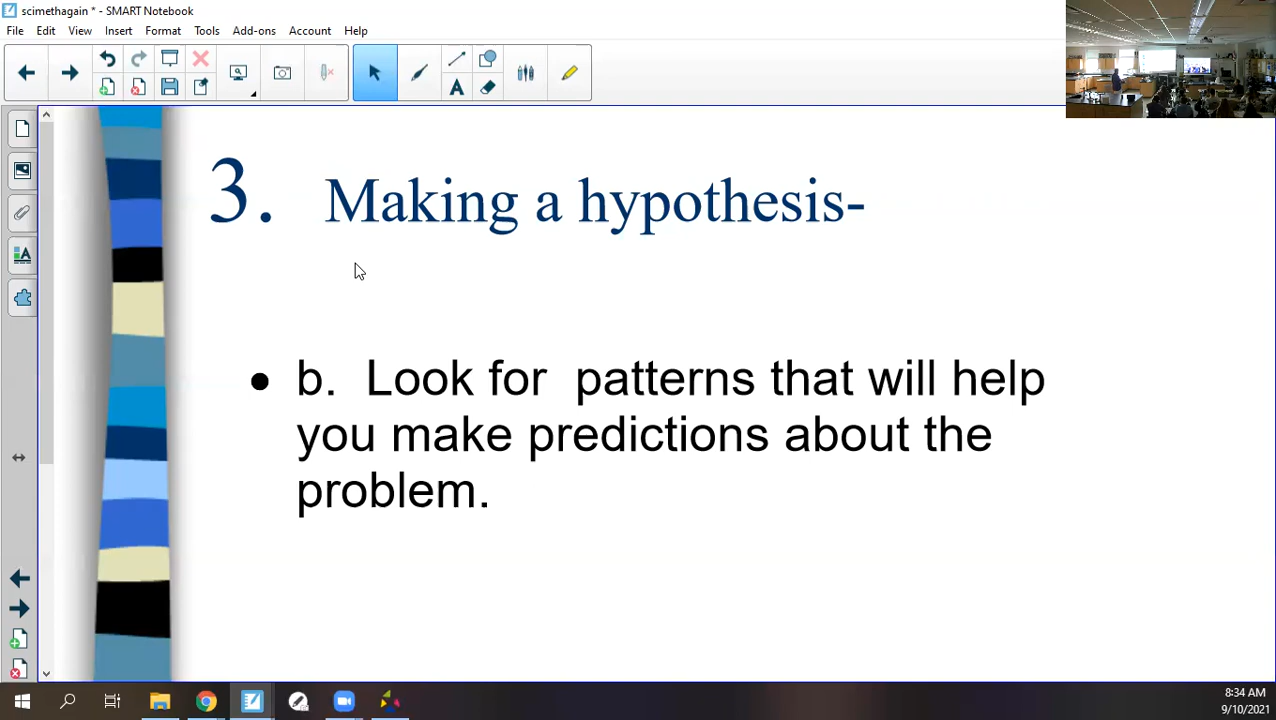 scimethagain * - SMART Notebook
File Edit View Insert Format Tools Add-ons Account Help
3. Making a hypothesis-
• b. Look for patterns that will help
you make predictions about the
problem.
8:34 AM
9/10/2021